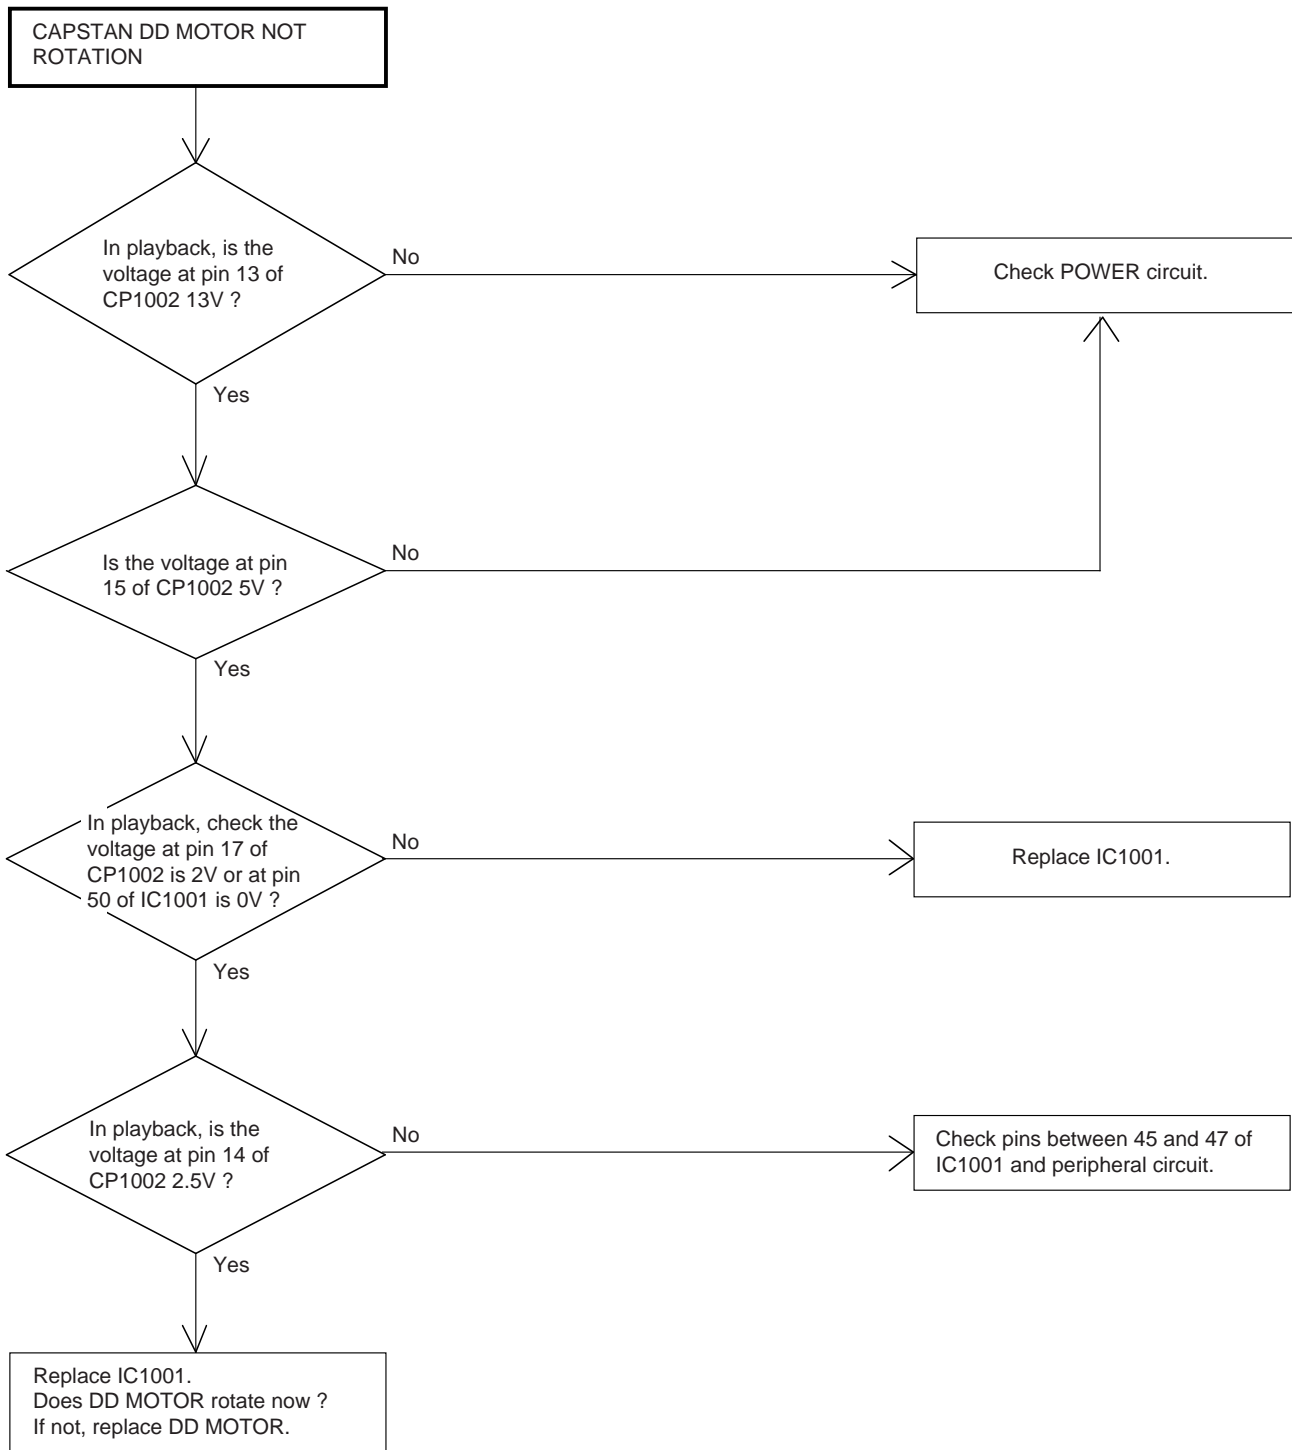 CAPSTAN DD MOTOR NOT
ROTATION
In playback, is the
voltage at pin 13 of
CP1002 13V ?
No
Check POWER circuit.
Yes
Is the voltage at pin
15 of CP1002 5V ?
No
Yes
In playback, check the
voltage at pin 17 of
CP1002 is 2V or at pin
50 of IC1001 is 0V ?
No
Replace IC1001.
Yes
In playback, is the
voltage at pin 14 of
CP1002 2.5V ?
No
Check pins between 45 and 47 of
IC1001 and peripheral circuit.
Yes
Replace IC1001.
Does DD MOTOR rotate now ?
If not, replace DD MOTOR.